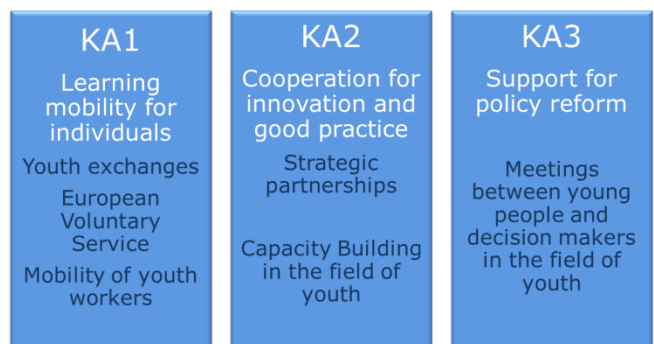 KA1
Learning
mobility for
individuals
Youth exchanges
European
Voluntary
Service
Mobility of youth
workers
KA2
Cooperation for
innovation and
good practice
Strategic
partnerships
Capacity Building
in the field of
youth
KA3
Support for
policy reform
Meetings
between young
people and
decision makers
in the field of
youth